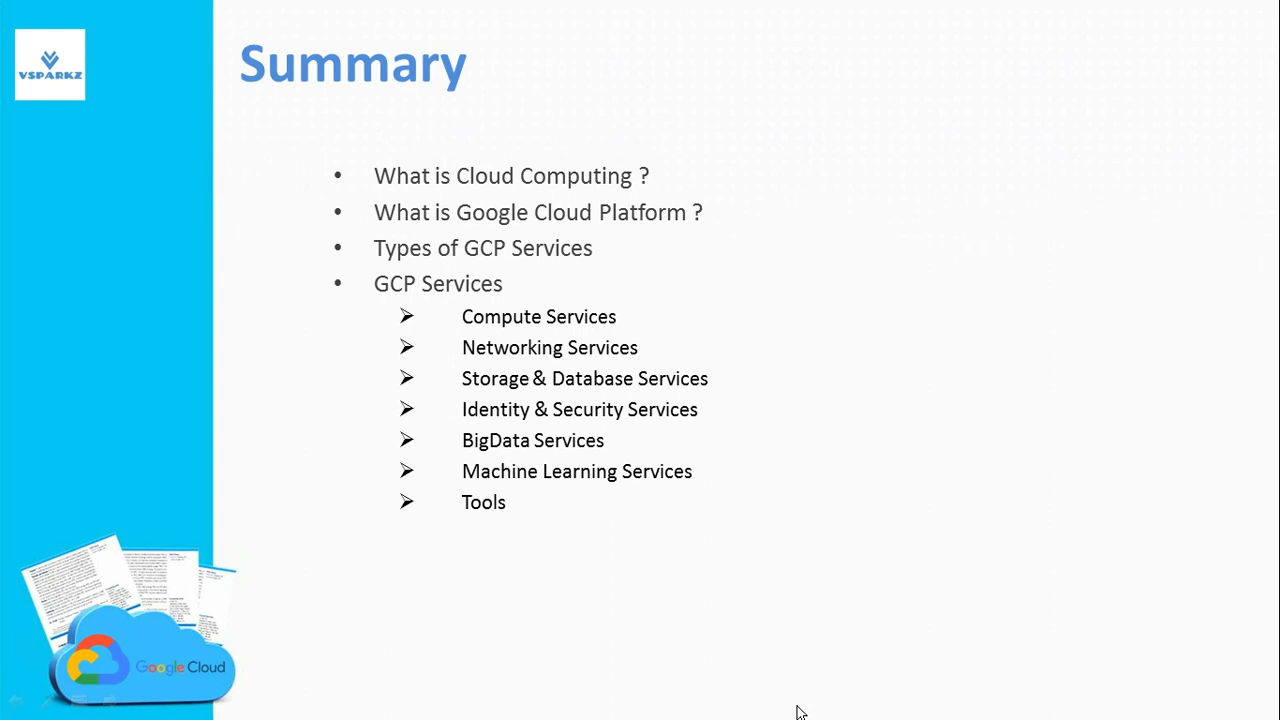 VSPARKZ
Summary
• What is Cloud Computing ?
• What is Google Cloud Platform ?
• Types of GCP Services
• GCP Services
➢ Compute Services
➢ Networking Services
➢ Storage & Database Services
➢ Identity & Security Services
➢ BigData Services
➢ Machine Learning Services
➢ Tools
Google Cloud